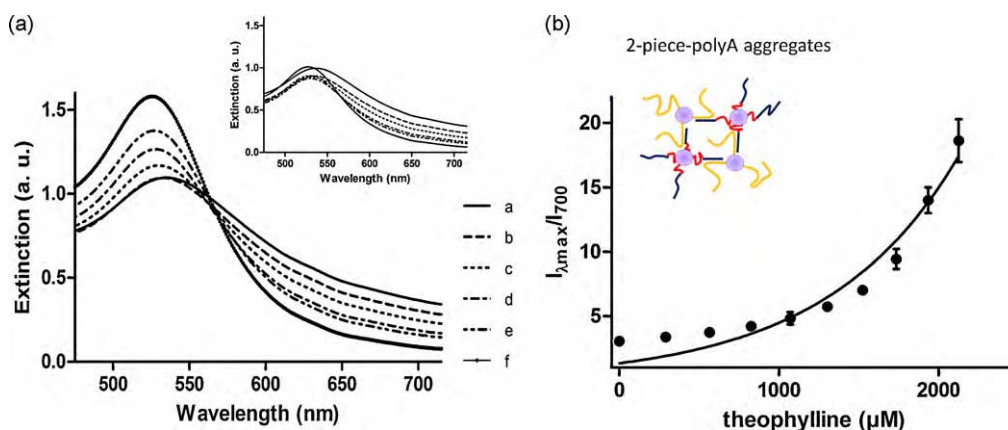 (a)
Extinction (a. u.)
1.5
1.0
0.5
0.0
500 550 600 650 700
Wavelength (nm)
Extinction (a. u.)
1.5
1.0
0.5
0.0
500 550 600 650 700
Wavelength (nm)
a
b
c
d
e
f
(b)
2-piece-polyA aggregates
Iλmax/I700
20
15
10
5
0 1000 2000
theophylline (µM)